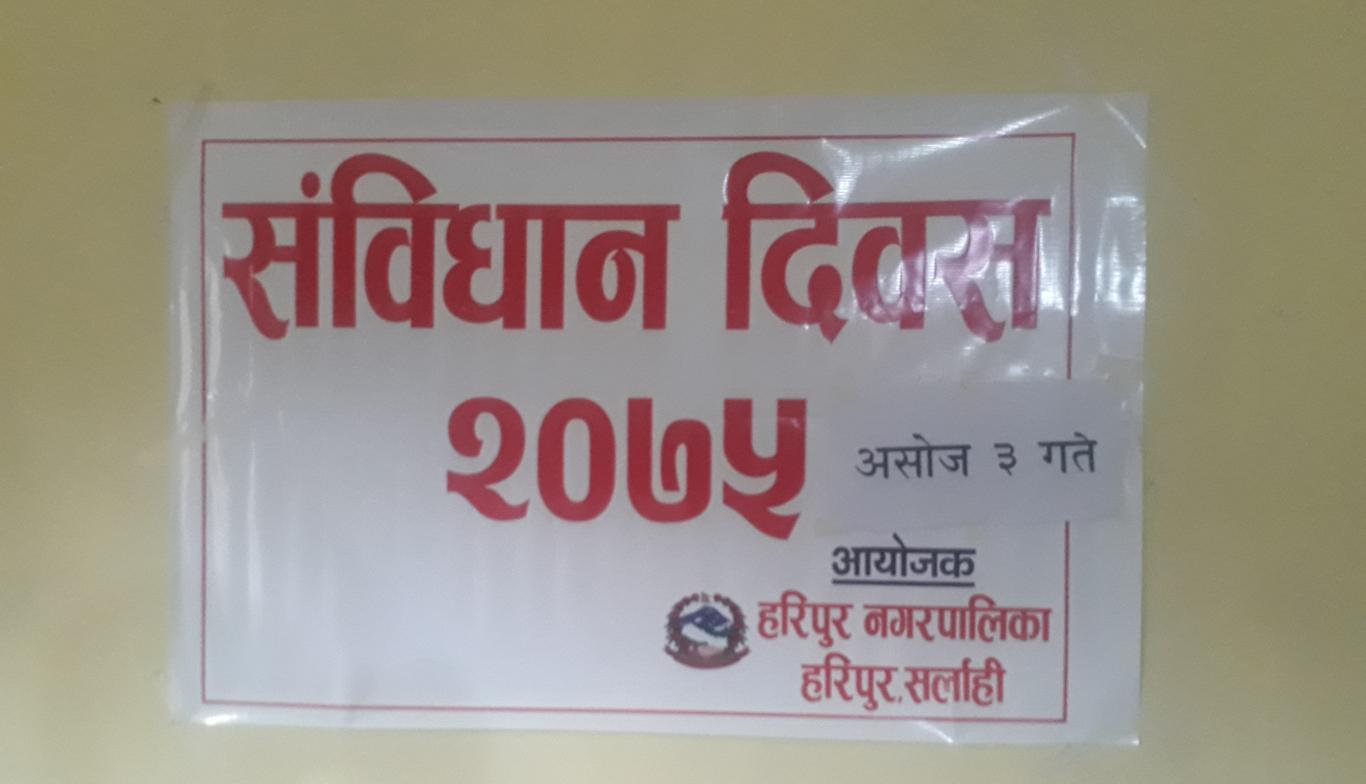 संविधान दिवस
२०७५ असोज ३ गते
आयोजक
हरिपुर नगरपालिका
हरिपुर, सर्लाही